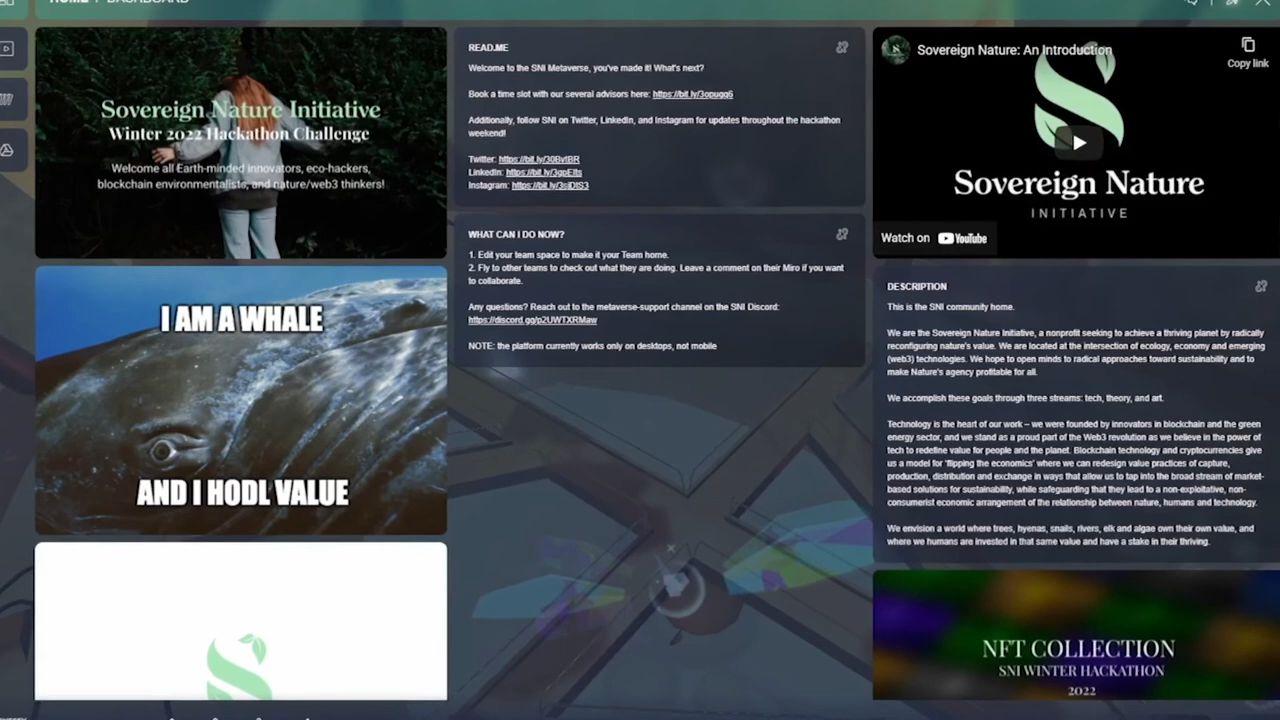 HOME / DASHBOARD
Sovereign Nature Initiative
Winter 2022 Hackathon Challenge
Welcome all Earth-minded innovators, eco-hackers,
blockchain environmentalists, and nature/web3 thinkers!
I AM A WHALE
AND I HODL VALUE
READ.ME
Welcome to the SNI Metaverse, you've made it! What's next?
Book a time slot with our several advisors here: https://bit.ly/3opuqq6
Additionally, follow SNI on Twitter, LinkedIn, and Instagram for updates throughout the hackathon
weekend!
Twitter: https://bit.ly/30BvtBR
LinkedIn: https://bit.ly/3gpEIts
Instagram: https://bit.ly/3sjDtS3
WHAT CAN I DO NOW?
1. Edit your team space to make it your Team home.
2. Fly to other teams to check out what they are doing. Leave a comment on their Miro if you want
to collaborate.
Any questions? Reach out to the metaverse-support channel on the SNI Discord:
https://discord.gg/p2UWTXRMaw
NOTE: the platform currently works only on desktops, not mobile
Sovereign Nature: An Introduction
Copy link
Sovereign Nature
INITIATIVE
Watch on YouTube
DESCRIPTION
This is the SNI community home.
We are the Sovereign Nature Initiative, a nonprofit seeking to achieve a thriving planet by radically
reconfiguring nature's value. We are located at the intersection of ecology, economy and emerging
(web3) technologies. We hope to open minds to radical approaches toward sustainability and to
make Nature's agency profitable for all.
We accomplish these goals through three streams: tech, theory, and art.
Technology is the heart of our work – we were founded by innovators in blockchain and the green
energy sector, and we stand as a proud part of the Web3 revolution as we believe in the power of
tech to redefine value for people and the planet. Blockchain technology and cryptocurrencies give
us a model for 'flipping the economics' where we can redesign value practices of capture,
production, distribution and exchange in ways that allow us to tap into the broad stream of market-
based solutions for sustainability, while safeguarding that they lead to a non-exploitative, non-
consumerist economic arrangement of the relationship between nature, humans and technology.
We envision a world where trees, hyenas, snails, rivers, elk and algae own their own value, and
where we humans are invested in that same value and have a stake in their thriving.
NFT COLLECTION
SNI WINTER HACKATHON
2022